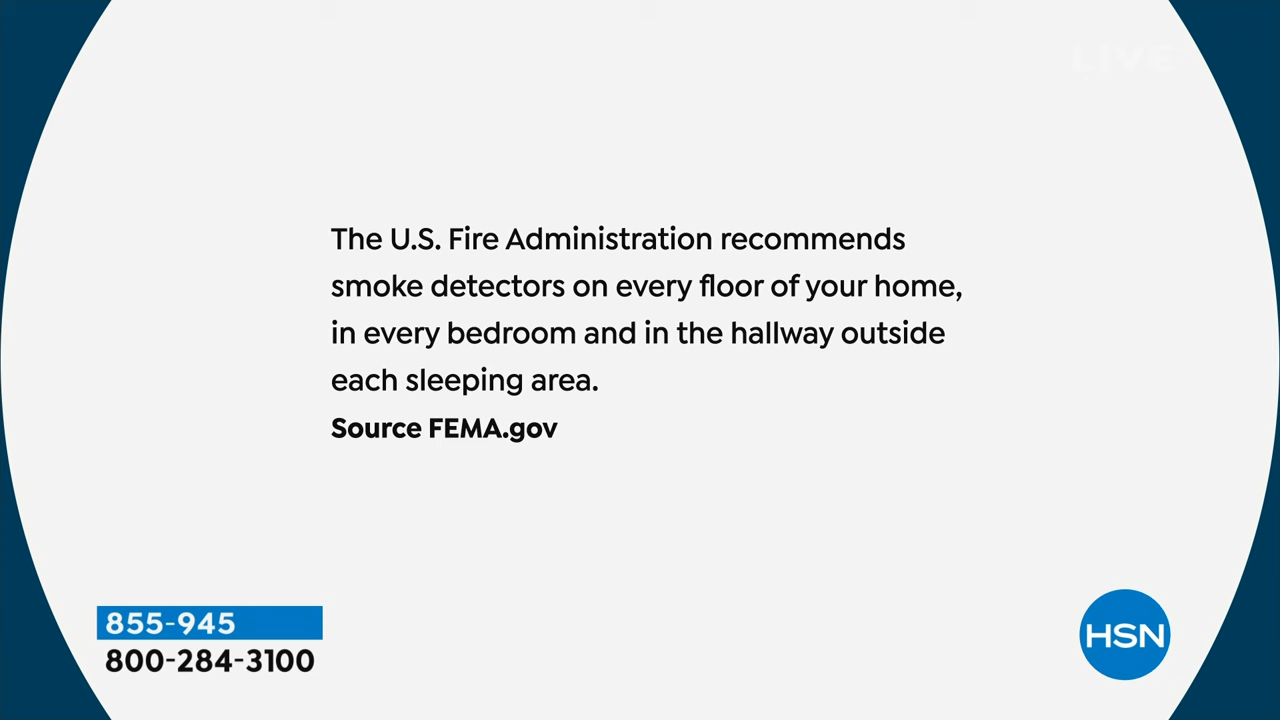 LIVE
The U.S. Fire Administration recommends
smoke detectors on every floor of your home,
in every bedroom and in the hallway outside
each sleeping area.
Source FEMA.gov
855-945
800-284-3100
HSN